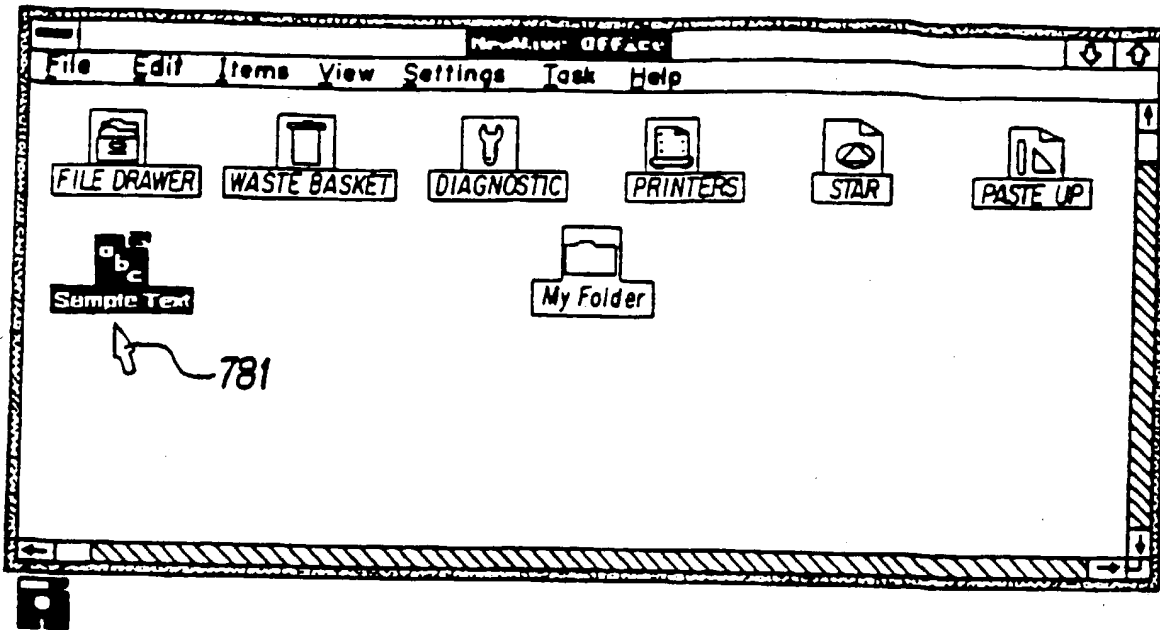 NewWave Office
File Edit Items View Settings Task Help
FILE DRAWER WASTE BASKET DIAGNOSTIC PRINTERS STAR PASTE UP
abc
Sample Text My Folder
781